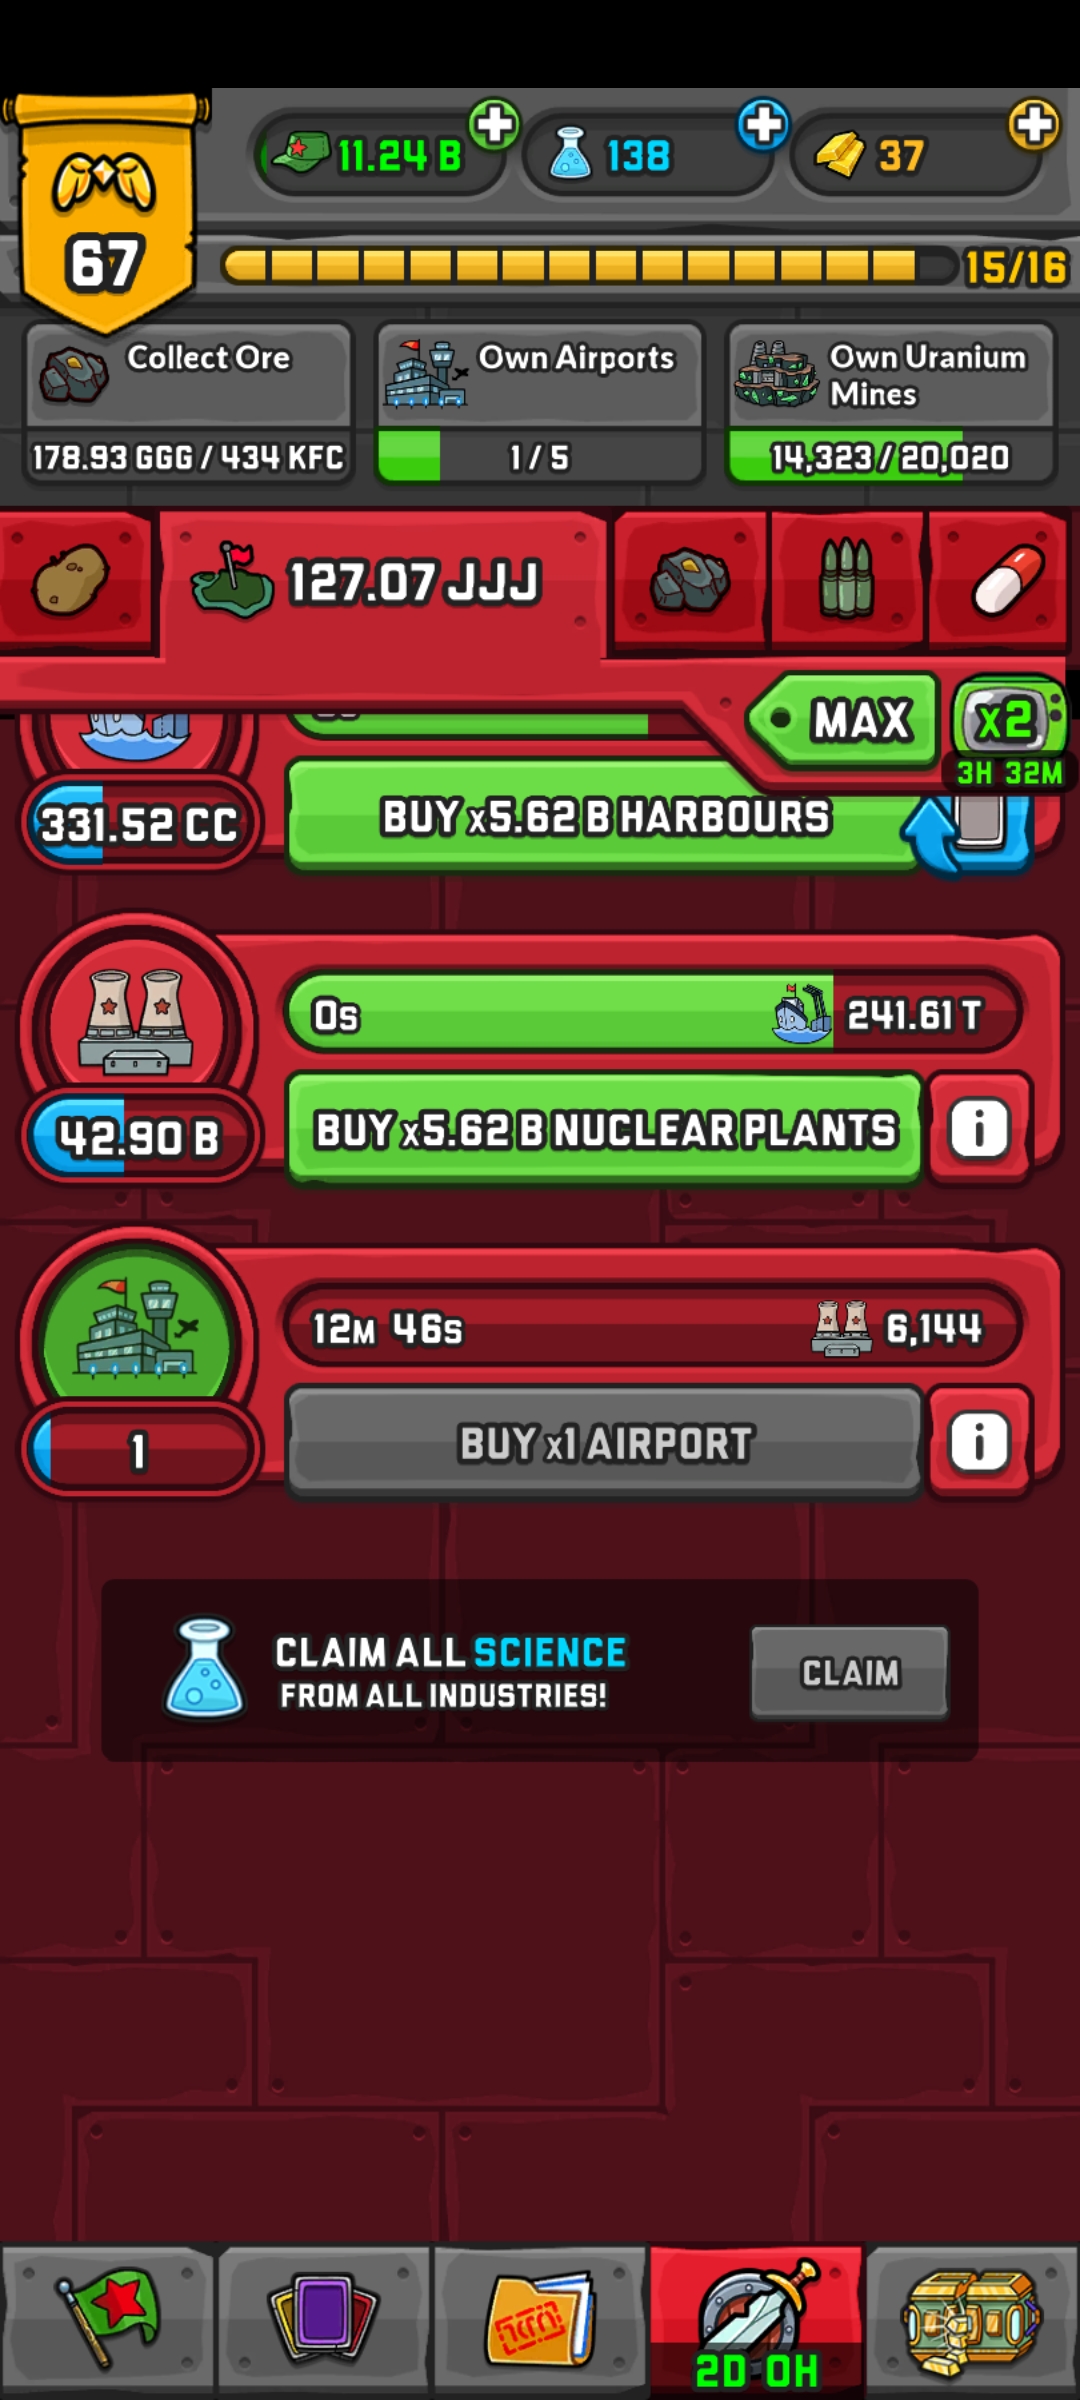 11.24 B
138
37
67
15/16
Collect Ore
Own Airports
Own Uranium
Mines
178.93 GGG / 434 KFC
1 / 5
14,323 / 20,020
127.07 JJJ
MAX
x2
3H 32M
331.52 CC
BUY x5.62 B HARBOURS
0s
241.61 T
42.90 B
BUY x5.62 B NUCLEAR PLANTS
i
12M 46s
6,144
1
BUY x1 AIRPORT
i
CLAIM ALL SCIENCE
FROM ALL INDUSTRIES!
CLAIM
2D 0H